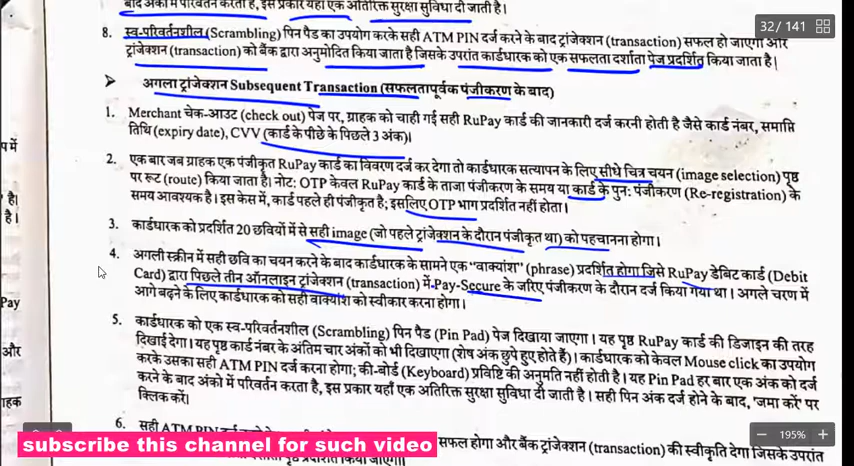 बाद अंको में परिवर्तन करता है, इस प्रकार यहाँ एक अतिरिक्त सुरक्षा सुविधा दी जाती है।
32 / 141
8. स्व-परिवर्तनशील (Scrambling) पिन पैड का उपयोग करके सही ATM PIN दर्ज करने के बाद ट्रांजेक्शन (transaction) सफल हो जाएगा और
ट्रांजेक्शन (transaction) को बैंक द्वारा अनुमोदित किया जाता है जिसके उपरांत कार्डधारक को एक सफलता दर्शाता पेज प्रदर्शित किया जाता है|
➤ अगला ट्रांजेक्शन Subsequent Transaction (सफलतापूर्वक पंजीकरण के बाद)
1. Merchant चेक-आउट (check out) पेज पर, ग्राहक को चाही गई सही RuPay कार्ड की जानकारी दर्ज करनी होती है जैसे कार्ड नंबर, समाप्ति
तिथि (expiry date), CVV (कार्ड के पीछे के पिछले 3 अंक)।
2. एक बार जब ग्राहक एक पंजीकृत RuPay कार्ड का विवरण दर्ज कर देगा तो कार्डधारक सत्यापन के लिए सीधे चित्र चयन (image selection) पृष्ठ
पर रूट (route) किया जाता है। नोट: OTP केवल RuPay कार्ड के ताजा पंजीकरण के समय या कार्ड के पुन: पंजीकरण (Re-registration) के
समय आवश्यक है। इस केस में, कार्ड पहले ही पंजीकृत है; इसलिए OTP भाग प्रदर्शित नहीं होता।
3. कार्डधारक को प्रदर्शित 20 छवियों में से सही image (जो पहले ट्रांजेक्शन के दौरान पंजीकृत था) को पहचानना होगा।
4. अगली स्क्रीन में सही छवि का चयन करने के बाद कार्डधारक के सामने एक "वाक्यांश" (phrase) प्रदर्शित होगा जिसे RuPay डेबिट कार्ड (Debit
Card) द्वारा पिछले तीन ऑनलाइन ट्रांजेक्शन (transaction) में Pay-Secure के जरिए पंजीकरण के दौरान दर्ज किया गया था। अगले चरण में
आगे बढ़ने के लिए कार्डधारक को सही वाक्यांश को स्वीकार करना होगा।
5. कार्डधारक को एक स्व-परिवर्तनशील (Scrambling) पिन पैड (Pin Pad) पेज दिखाया जाएगा। यह पृष्ठ RuPay कार्ड की डिजाइन की तरह
दिखाई देगा। यह पृष्ठ कार्ड नंबर के अंतिम चार अंकों को भी दिखाएगा (शेष अंक छुपे हुए होते हैं)। कार्डधारक को केवल Mouse click का उपयोग
करके उसका सही ATM PIN दर्ज करना होगा; की-बोर्ड (Keyboard) प्रविष्टि की अनुमति नहीं होती है। यह Pin Pad हर बार एक अंक को दर्ज
करने के बाद अंको में परिवर्तन करता है, इस प्रकार यहाँ एक अतिरिक्त सुरक्षा सुविधा दी जाती है। सही पिन अंक दर्ज होने के बाद, 'जमा करें' पर
क्लिक करें।
6. सही ATM PIN सफल होगा और बैंक ट्रांजेक्शन (transaction) की स्वीकृति देगा जिसके उपरांत
प्रदर्शित किया जाएगा।
प में
है।
है।
Pay
और
ाहक
195%
subscribe this channel for such video